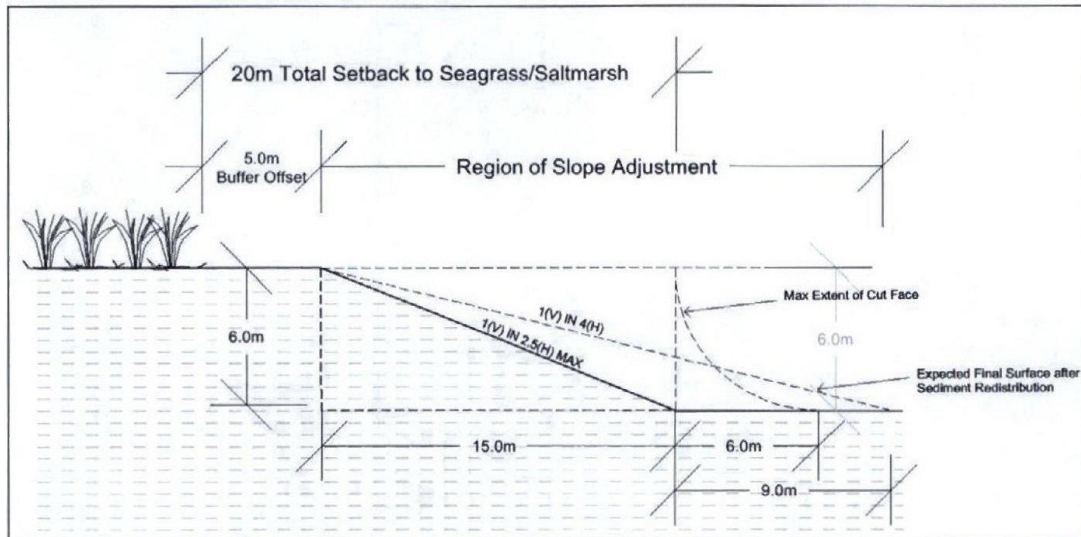 20m Total Setback to Seagrass/Saltmarsh
5.0m
Buffer Offset
Region of Slope Adjustment
Max Extent of Cut Face
1(V) IN 4(H)
6.0m
1(V) IN 2.5(H) MAX
6.0m
Expected Final Surface after
Sediment Redistribution
15.0m
6.0m
9.0m